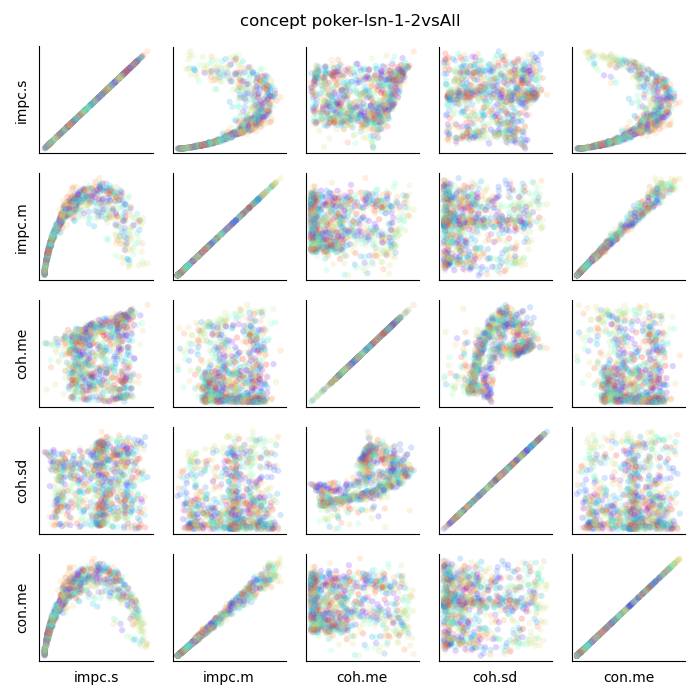 concept poker-lsn-1-2vsAll
impc.s
impc.m
coh.me
coh.sd
con.me
impc.s impc.m coh.me coh.sd con.me